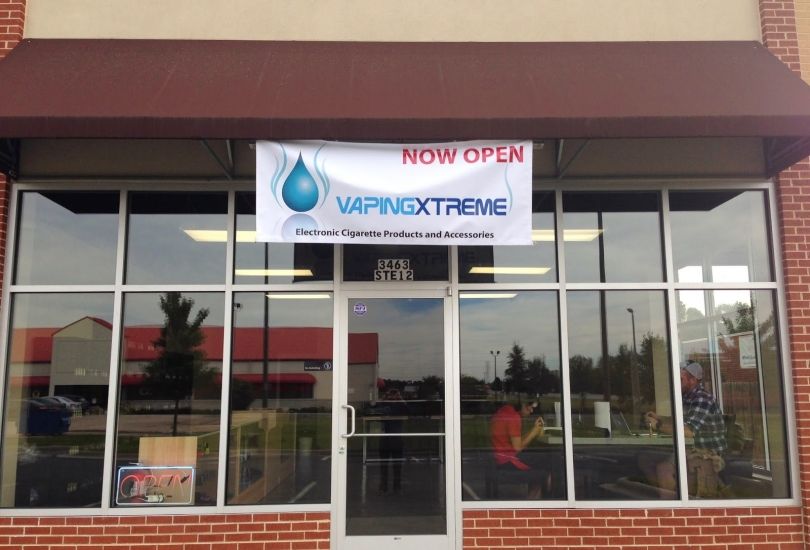 NOW OPEN
VAPINGXTREME
Electronic Cigarette Products and Accessories
3463
STE12
OPEN